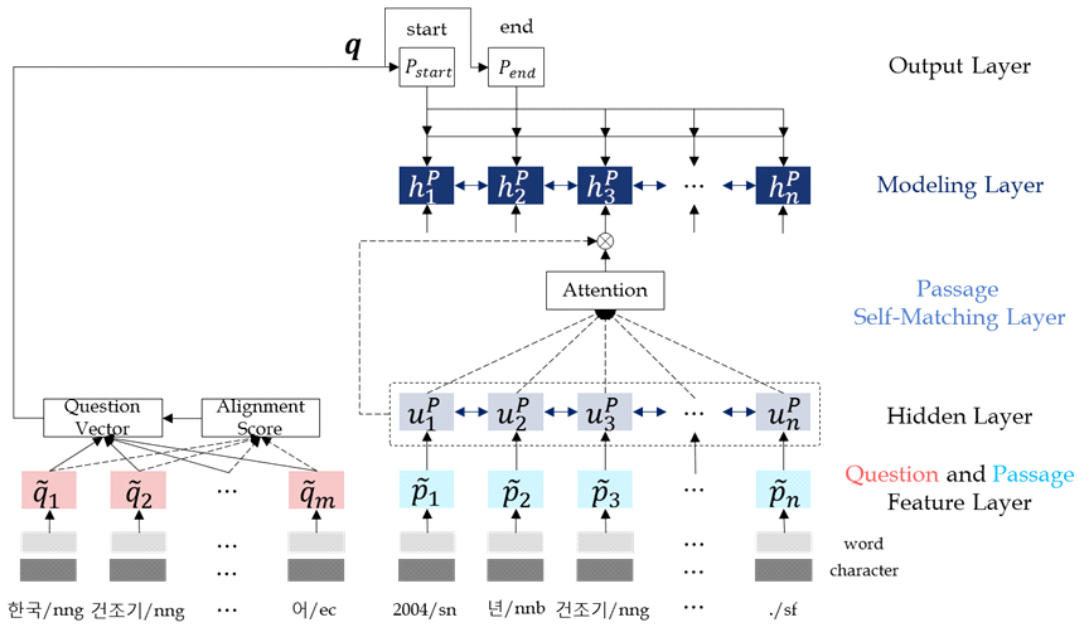 start end
q
P_start P_end
Output Layer
h_1^P h_2^P h_3^P ... h_n^P
Modeling Layer
Attention
Passage
Self-Matching Layer
Question
Vector
Alignment
Score
u_1^P u_2^P u_3^P ... u_n^P
Hidden Layer
q̃_1 q̃_2 ... q̃_m
p̃_1 p̃_2 p̃_3 ... p̃_n
Question and Passage
Feature Layer
... ... word
... ... character
한국/nng 건조기/nng ... 어/ec 2004/sn 년/nnb 건조기/nng ... ./sf